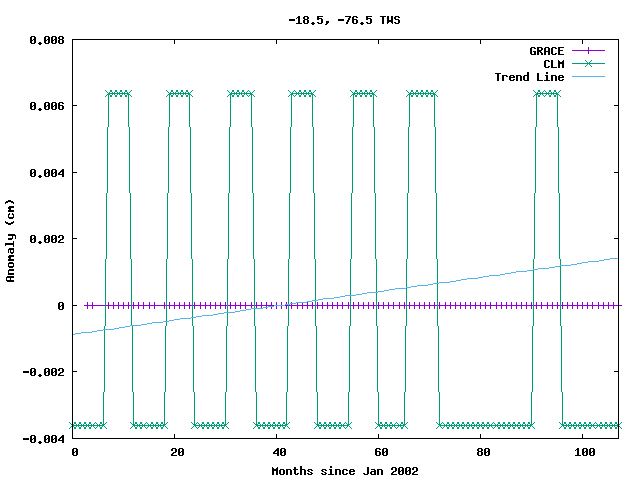 -18.5, -76.5 TWS
GRACE
CLM
Trend Line
0.008
0.006
0.004
0.002
0
-0.002
-0.004
Anomaly (cm)
0 20 40 60 80 100
Months since Jan 2002